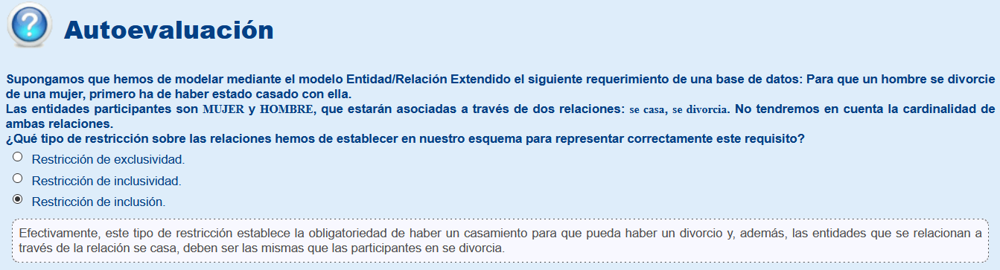 Autoevaluación
Supongamos que hemos de modelar mediante el modelo Entidad/Relación Extendido el siguiente requerimiento de una base de datos: Para que un hombre se divorcie
de una mujer, primero ha de haber estado casado con ella.
Las entidades participantes son MUJER y HOMBRE, que estarán asociadas a través de dos relaciones: se casa, se divorcia. No tendremos en cuenta la cardinalidad de
ambas relaciones.
¿Qué tipo de restricción sobre las relaciones hemos de establecer en nuestro esquema para representar correctamente este requisito?
Restricción de exclusividad.
Restricción de inclusividad.
Restricción de inclusión.
Efectivamente, este tipo de restricción establece la obligatoriedad de haber un casamiento para que pueda haber un divorcio y, además, las entidades que se relacionan a
través de la relación se casa, deben ser las mismas que las participantes en se divorcia.